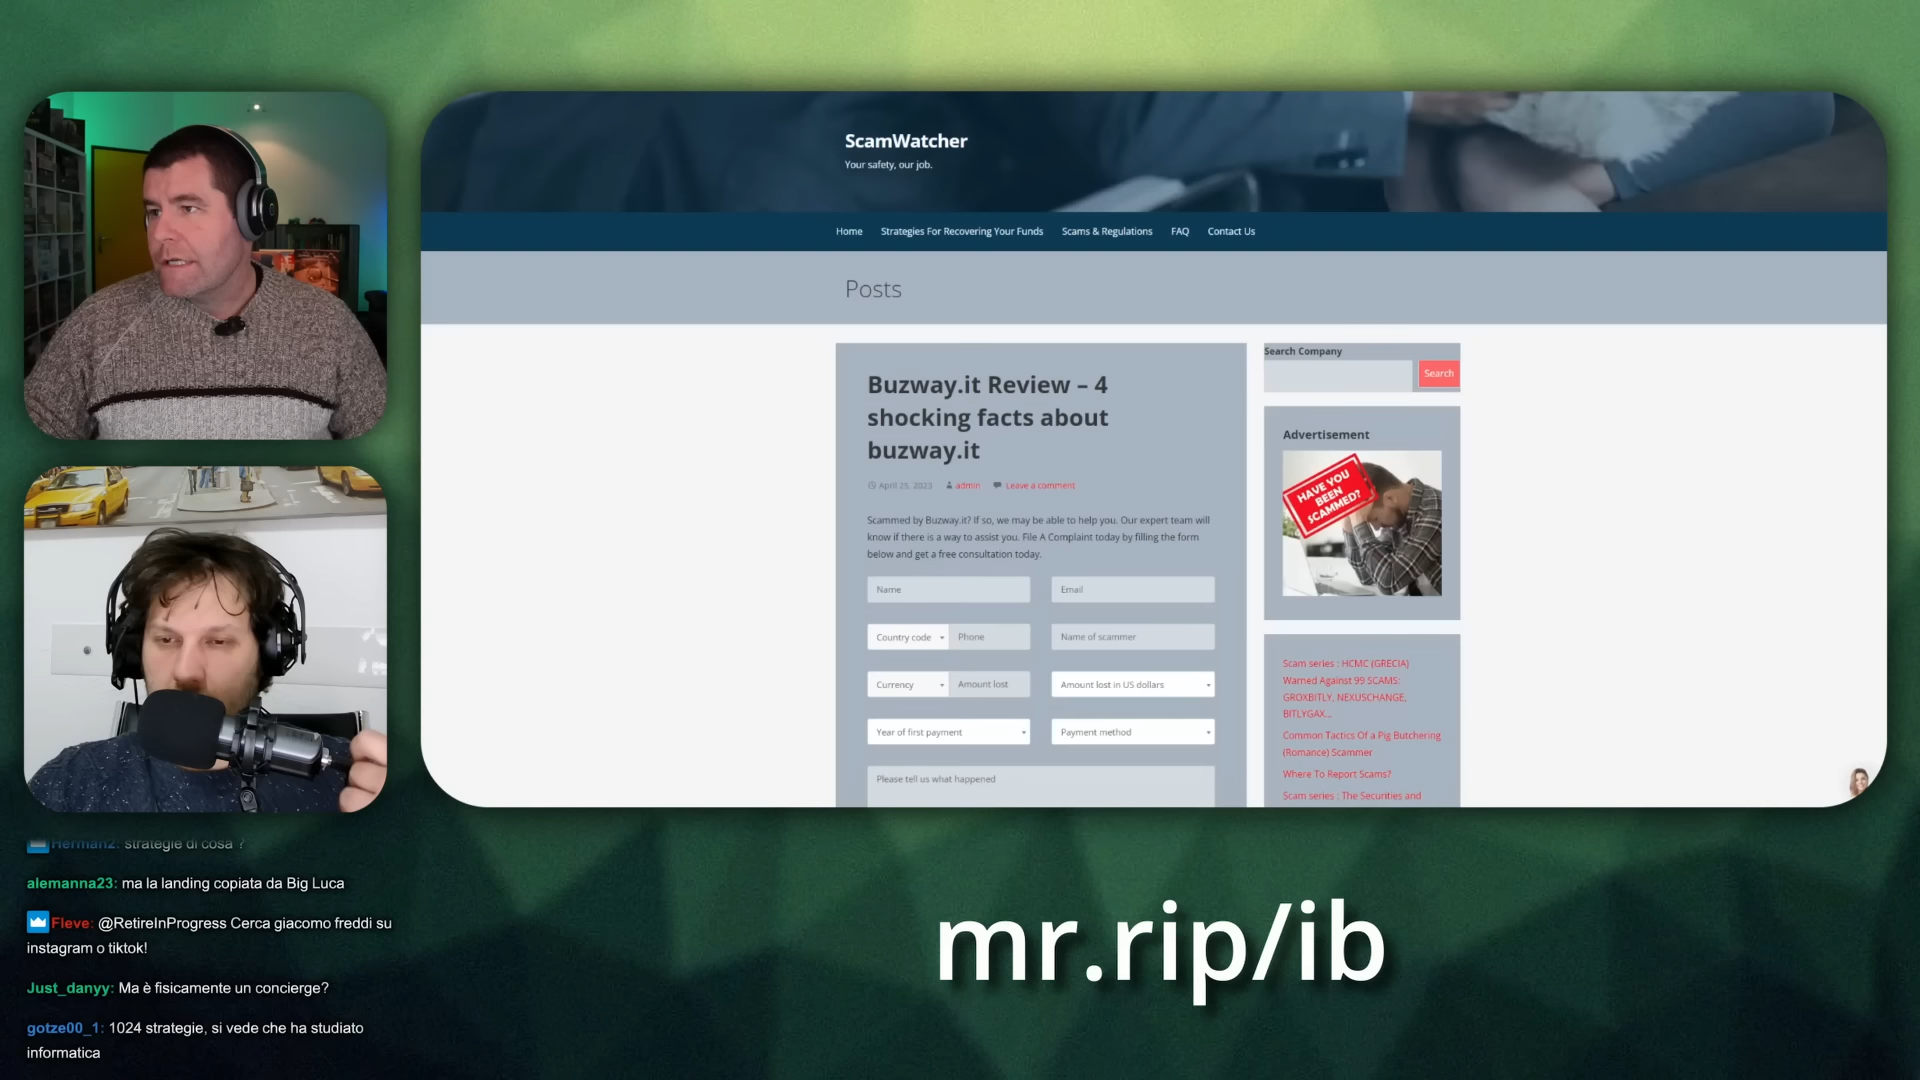 ScamWatcher
Your safety, our job.
Home Strategies For Recovering Your Funds Scams & Regulations FAQ Contact Us
Posts
Buzway.it Review – 4
shocking facts about
buzway.it
April 25, 2023 admin Leave a comment
Scammed by Buzway.it? If so, we may be able to help you. Our expert team will
know if there is a way to assist you. File A Complaint today by filling the form
below and get a free consultation today.
Name Email
Country code Phone Name of scammer
Currency Amount lost Amount lost in US dollars
Year of first payment Payment method
Please tell us what happened
Search Company
Search
Advertisement
HAVE YOU
BEEN
SCAMMED?
Scam series : HCMC (GRECIA)
Warned Against 99 SCAMS:
GROXBITLY, NEXUSCHANGE,
BITLYGAX...
Common Tactics Of a Pig Butchering
(Romance) Scammer
Where To Report Scams?
Scam series : The Securities and
Herman2: strategie di cosa ?
alemanna23: ma la landing copiata da Big Luca
Fleve: @RetireInProgress Cerca giacomo freddi su
instagram o tiktok!
Just_danyy: Ma è fisicamente un concierge?
gotze00_1: 1024 strategie, si vede che ha studiato
informatica
mr.rip/ib